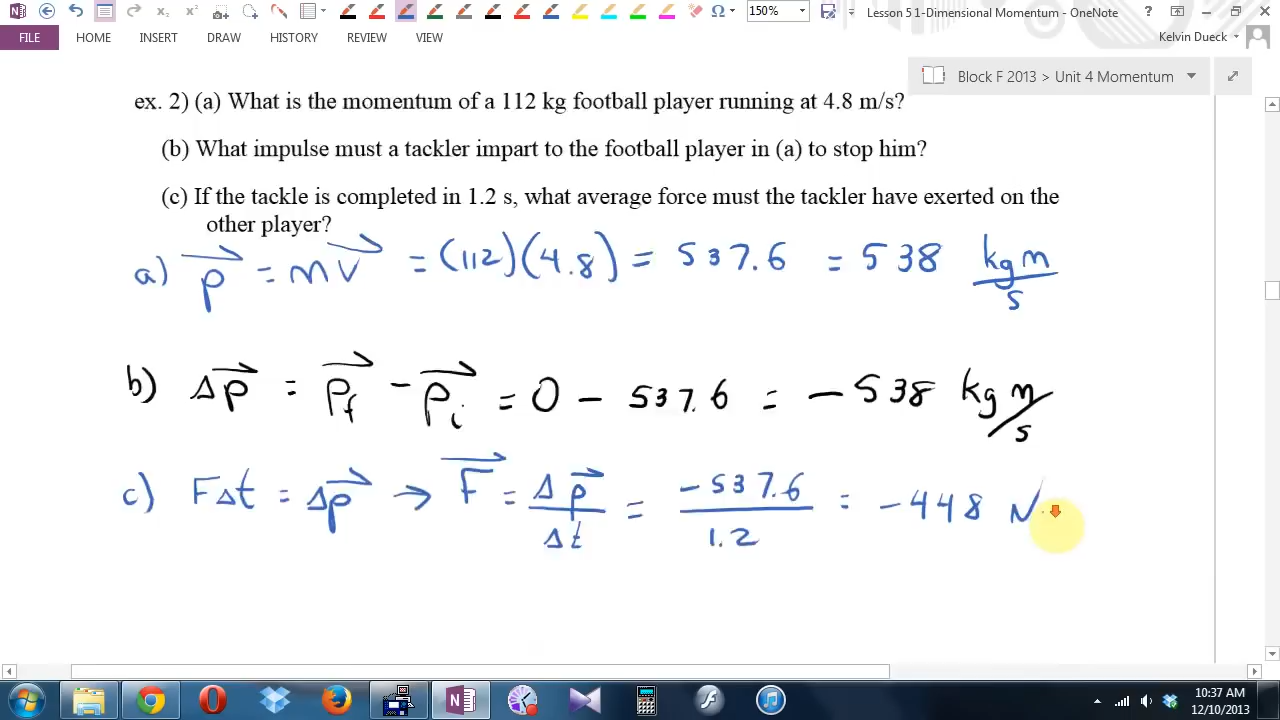 150%
Lesson 5 1-Dimensional Momentum - OneNote
?
FILE HOME INSERT DRAW HISTORY REVIEW VIEW
Kelvin Dueck
Block F 2013 > Unit 4 Momentum
ex. 2) (a) What is the momentum of a 112 kg football player running at 4.8 m/s?
(b) What impulse must a tackler impart to the football player in (a) to stop him?
(c) If the tackle is completed in 1.2 s, what average force must the tackler have exerted on the
other player?
a) p⃗ = mv⃗ = (112)(4.8) = 537.6 = 538 kg m/s
b) Δp⃗ = p⃗f - p⃗i = 0 - 537.6 = - 538 kg m/s
c) FΔt = Δp⃗ → F⃗ = Δp⃗/Δt = -537.6/1.2 = -448 N
10:37 AM
12/10/2013